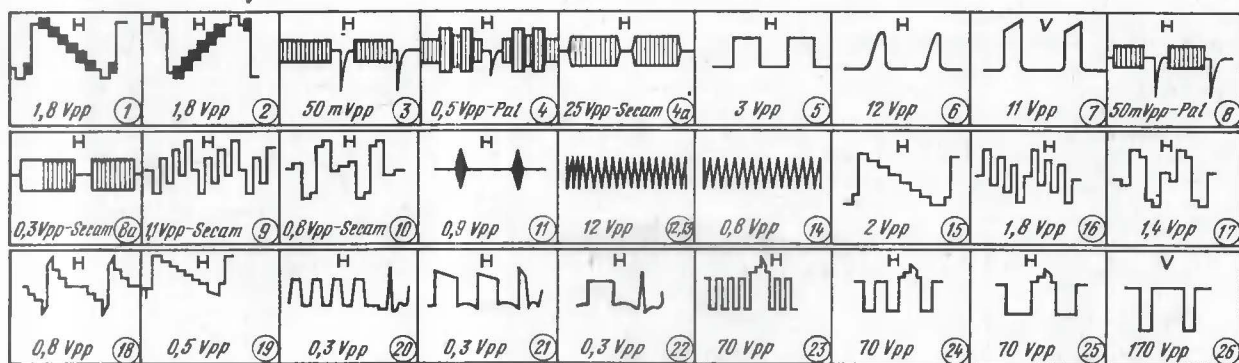 H H H H H H H V H
1,8 Vpp 1 1,8 Vpp 2 50 mVpp 3 0,5 Vpp-Pal 4 25 Vpp-Secam 4a 3 Vpp 5 12 Vpp 6 11 Vpp 7 50mVpp-Pal 8
H H H H H H H
0,3Vpp-Secam 8a 1,1Vpp-Secam 9 0,8Vpp-Secam 10 0,9 Vpp 11 12 Vpp 12,13 0,8 Vpp 14 2 Vpp 15 1,8 Vpp 16 1,4 Vpp 17
H H H H H H H H V
0,8 Vpp 18 0,5 Vpp 19 0,3 Vpp 20 0,3 Vpp 21 0,3 Vpp 22 70 Vpp 23 70 Vpp 24 70 Vpp 25 170 Vpp 26